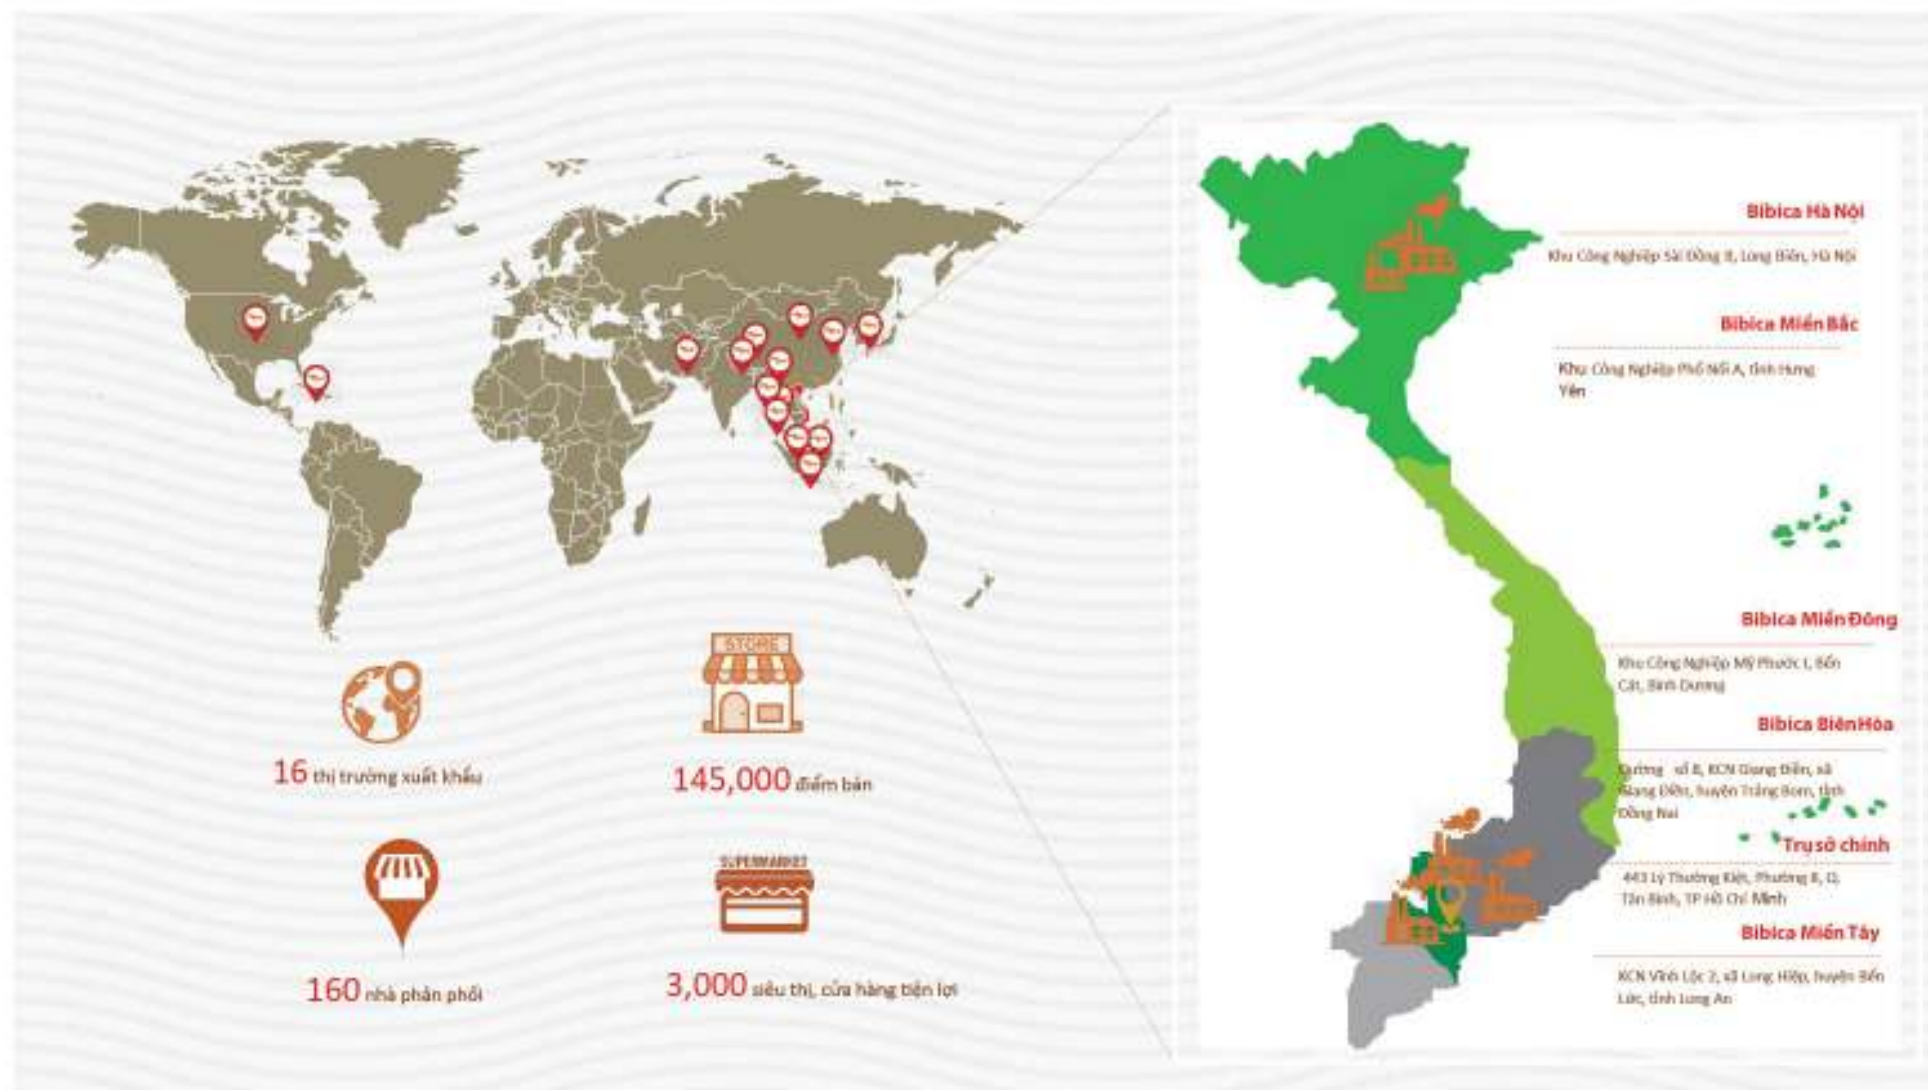 STORE
16 thị trường xuất khẩu
145,000 điểm bán
SUPERMARKET
160 nhà phân phối
3,000 siêu thị, cửa hàng tiện lợi
Bibica Hà Nội
Khu Công Nghiệp Sài Đồng B, Long Biên, Hà Nội
Bibica Miền Bắc
Khu Công Nghiệp Phố Nối A, tỉnh Hưng
Yên
Bibica Miền Đông
Khu Công Nghiệp Mỹ Phước I, Bến
Cát, Bình Dương
Bibica Biên Hòa
Đường số 8, KCN Giang Điền, xã
Giang Điền, huyện Trảng Bom, tỉnh
Đồng Nai
Trụ sở chính
443 Lý Thường Kiệt, Phường 8, Q.
Tân Bình, TP Hồ Chí Minh
Bibica Miền Tây
KCN Vĩnh Lộc 2, xã Long Hiệp, huyện Bến
Lức, tỉnh Long An